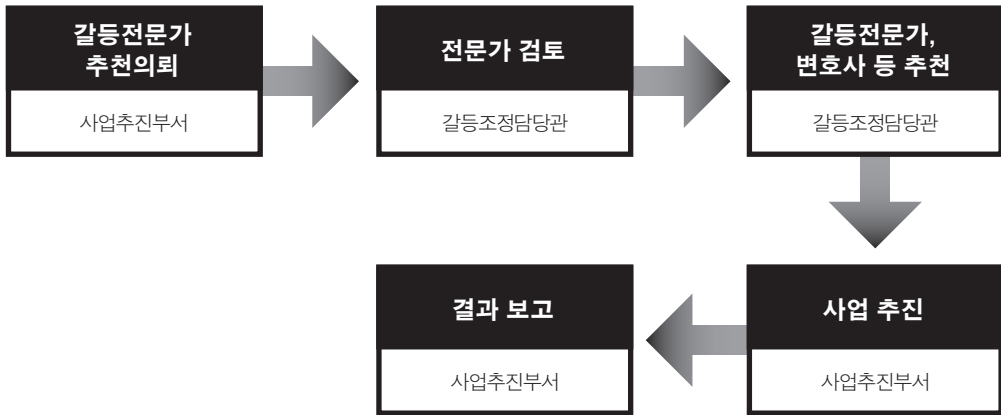 갈등전문가
추천의뢰
사업추진부서
전문가 검토
갈등조정담당관
갈등전문가,
변호사 등 추천
갈등조정담당관
사업 추진
사업추진부서
결과 보고
사업추진부서